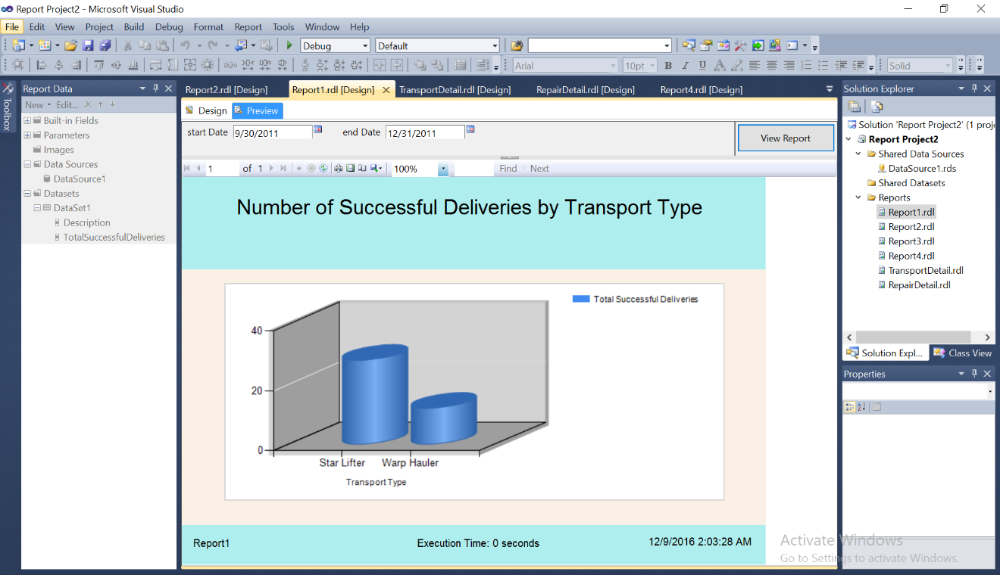 Report Project2 - Microsoft Visual Studio
File Edit View Project Build Debug Format Report Tools Window Help
Debug Default
Arial 10pt B I U A Solid
Toolbox
Report Data
New Edit...
Built-in Fields
Parameters
Images
Data Sources
DataSource1
Datasets
DataSet1
Description
TotalSuccessfulDeliveries
Report2.rdl [Design] Report1.rdl [Design] TransportDetail.rdl [Design] RepairDetail.rdl [Design] Report4.rdl [Design]
Design Preview
start Date 9/30/2011 end Date 12/31/2011 View Report
1 of 1 100% Find Next
Number of Successful Deliveries by Transport Type
Total Successful Deliveries
40
20
0
Star Lifter Warp Hauler
Transport Type
Report1 Execution Time: 0 seconds 12/9/2016 2:03:28 AM
Solution Explorer
Solution 'Report Project2' (1 proj
Report Project2
Shared Data Sources
DataSource1.rds
Shared Datasets
Reports
Report1.rdl
Report2.rdl
Report3.rdl
Report4.rdl
TransportDetail.rdl
RepairDetail.rdl
Solution Expl... Class View
Properties
Activate Windows
Go to Settings to activate Windows.